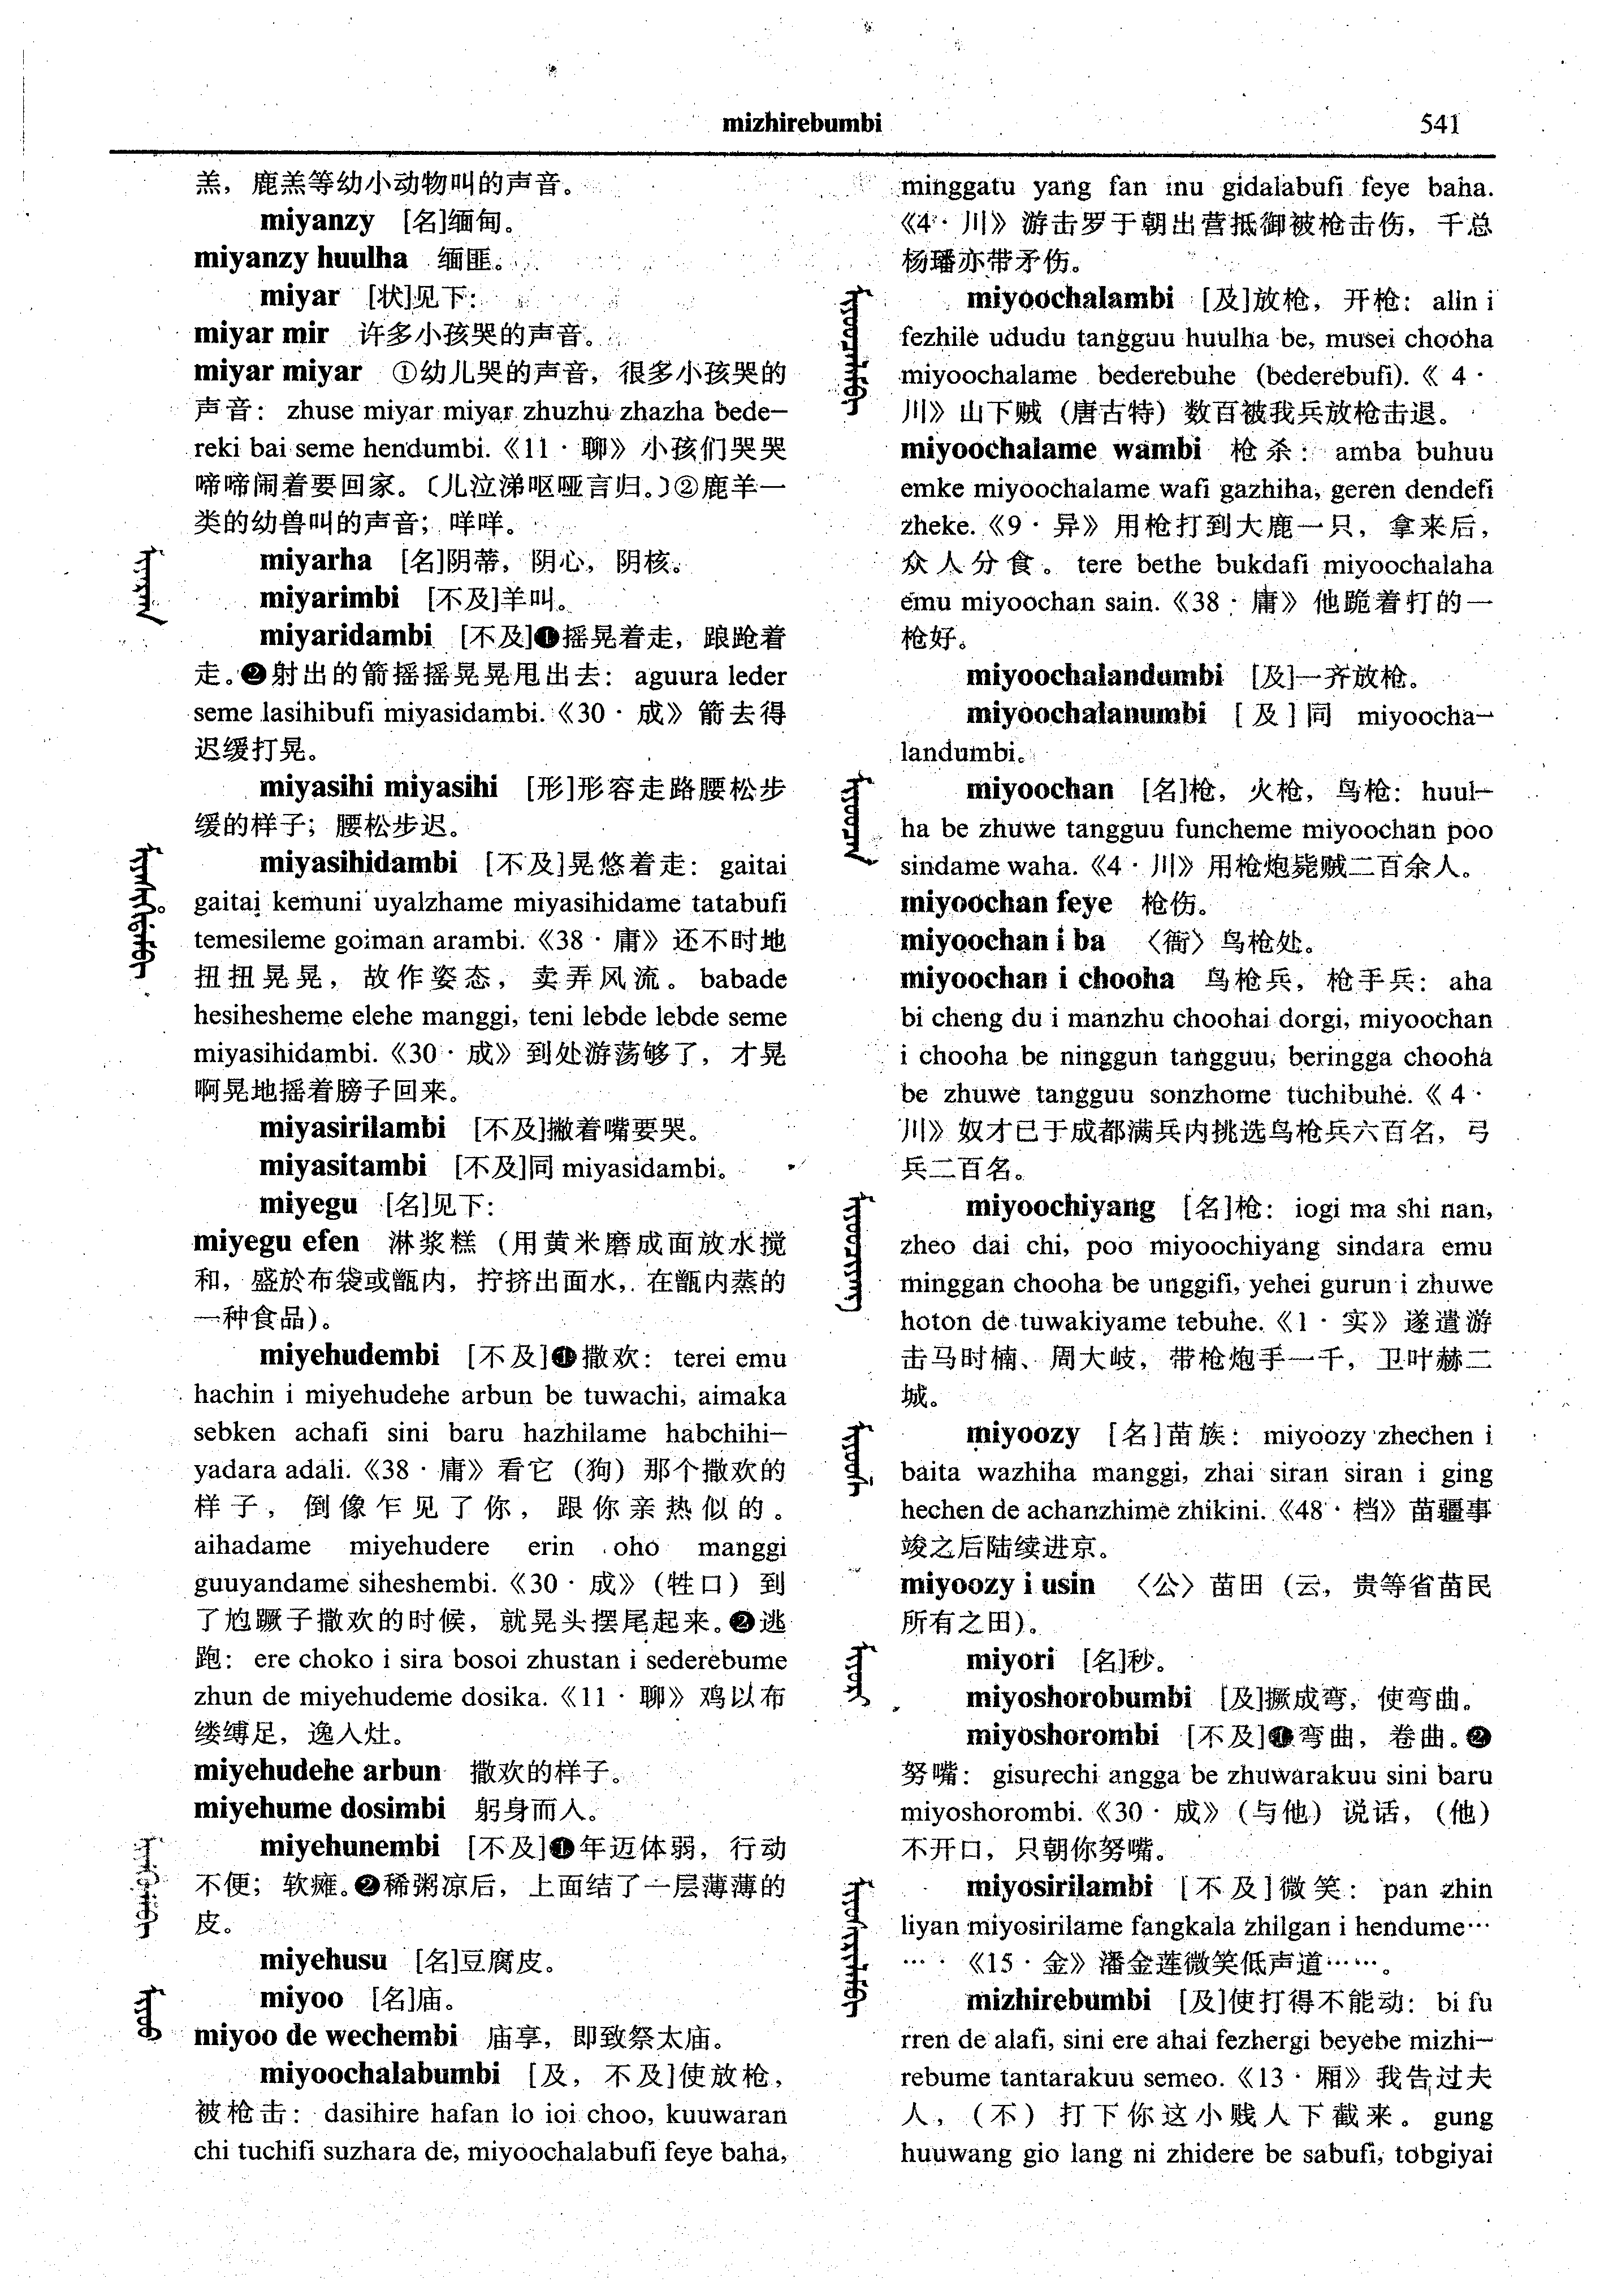 mizhirebumbi
541
羔，鹿羔等幼小动物叫的声音。
miyanzy [名]缅甸。
miyanzy huulha 缅匪。
miyar [状]见下：
miyar mir 许多小孩哭的声音。
miyar miyar ①幼儿哭的声音，很多小孩哭的
声音：zhuse miyar miyar zhuzhu zhazha bede-
reki bai seme hendumbi.《11·聊》小孩们哭哭
啼啼闹着要回家。〔儿泣涕呕哑言归。〕②鹿羊一
类的幼兽叫的声音；咩咩。
miyarha [名]阴蒂，阴心，阴核。
miyarimbi [不及]羊叫。
miyaridambi [不及]❶摇晃着走，踉跄着
走。❷射出的箭摇摇晃晃甩出去：aguura leder
seme lasihibufi miyasidambi.《30·成》箭去得
迟缓打晃。
miyasihi miyasihi [形]形容走路腰松步
缓的样子；腰松步迟。
miyasihidambi [不及]晃悠着走：gaitai
gaitai kemuni uyalzhame miyasihidame tatabufi
temesileme goiman arambi.《38·庸》还不时地
扭扭晃晃，故作姿态，卖弄风流。babade
hesihesheme elehe manggi, teni lebde lebde seme
miyasihidambi.《30·成》到处游荡够了，才晃
啊晃地摇着膀子回来。
miyasirilambi [不及]撇着嘴要哭。
miyasitambi [不及]同 miyasidambi。
miyegu [名]见下：
miyegu efen 淋浆糕（用黄米磨成面放水搅
和，盛於布袋或甑内，拧挤出面水，在甑内蒸的
一种食品）。
miyehudembi [不及]❶撒欢：terei emu
hachin i miyehudehe arbun be tuwachi, aimaka
sebken achafi sini baru hazhilame habchihi-
yadara adali.《38·庸》看它（狗）那个撒欢的
样子，倒像乍见了你，跟你亲热似的。
aihadame miyehudere erin oho manggi
guuyandame siheshembi.《30·成》（牲口）到
了尥蹶子撒欢的时候，就晃头摆尾起来。❷逃
跑：ere choko i sira bosoi zhustan i sederebume
zhun de miyehudeme dosika.《11·聊》鸡以布
缕缚足，逸入灶。
miyehudehe arbun 撒欢的样子。
miyehume dosimbi 躬身而入。
miyehunembi [不及]❶年迈体弱，行动
不便；软瘫。❷稀粥凉后，上面结了一层薄薄的
皮。
miyehusu [名]豆腐皮。
miyoo [名]庙。
miyoo de wechembi 庙享，即致祭太庙。
miyoochalabumbi [及，不及]使放枪，
被枪击：dasihire hafan lo ioi choo, kuuwaran
chi tuchifi suzhara de, miyoochalabufi feye baha,
minggatu yang fan inu gidalabufi feye baha.
《4·川》游击罗于朝出营抵御被枪击伤，千总
杨璠亦带矛伤。
miyoochalambi [及]放枪，开枪：alin i
fezhile ududu tangguu huulha be, musei chooha
miyoochalame bederebuhe (bederebufi).《4·
川》山下贼（唐古特）数百被我兵放枪击退。
miyoochalame wambi 枪杀：amba buhuu
emke miyoochalame wafi gazhiha, geren dendefi
zheke.《9·异》用枪打到大鹿一只，拿来后，
众人分食。tere bethe bukdafi miyoochalaha
emu miyoochan sain.《38·庸》他跪着打的一
枪好。
miyoochalandumbi [及]一齐放枪。
miyoochalanumbi [及]同 miyoocha-
landumbi。
miyoochan [名]枪，火枪，鸟枪：huul-
ha be zhuwe tangguu funcheme miyoochan poo
sindame waha.《4·川》用枪炮毙贼二百余人。
miyoochan feye 枪伤。
miyoochan i ba 〈衙〉鸟枪处。
miyoochan i chooha 鸟枪兵，枪手兵：aha
bi cheng du i manzhu choohai dorgi, miyoochan
i chooha be ninggun tangguu, beringga chooha
be zhuwe tangguu sonzhome tuchibuhe.《4·
川》奴才已于成都满兵内挑选鸟枪兵六百名，弓
兵二百名。
miyoochiyang [名]枪：iogi ma shi nan,
zheo dai chi, poo miyoochiyang sindara emu
minggan chooha be unggifi, yehei gurun i zhuwe
hoton de tuwakiyame tebuhe.《1·实》遂遣游
击马时楠、周大岐，带枪炮手一千，卫叶赫二
城。
miyoozy [名]苗族：miyoozy zhechen i
baita wazhiha manggi, zhai siran siran i ging
hechen de achanzhime zhikini.《48·档》苗疆事
竣之后陆续进京。
miyoozy i usin 〈公〉苗田（云，贵等省苗民
所有之田）。
miyori [名]秒。
miyoshorobumbi [及]撅成弯，使弯曲。
miyoshorombi [不及]❶弯曲，卷曲。❷
努嘴：gisurechi angga be zhuwarakuu sini baru
miyoshorombi.《30·成》（与他）说话，（他）
不开口，只朝你努嘴。
miyosirilambi [不及]微笑：pan zhin
liyan miyosirilame fangkala zhilgan i hendume…
…·《15·金》潘金莲微笑低声道……。
mizhirebumbi [及]使打得不能动：bi fu
rren de alafi, sini ere ahai fezhergi beyebe mizhi-
rebume tantarakuu semeo.《13·厢》我告过夫
人，（不）打下你这小贱人下截来。gung
huuwang gio lang ni zhidere be sabufi, tobgiyai